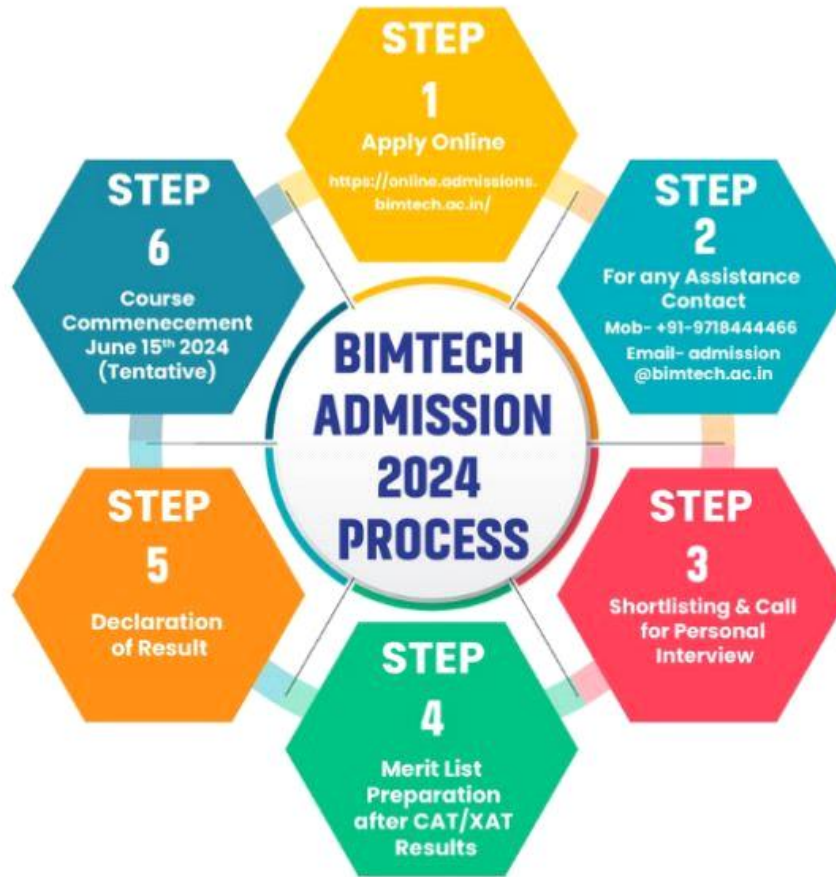 STEP
1
Apply Online
https://online.admissions.
bimtech.ac.in/
STEP
2
For any Assistance
Contact
Mob- +91-9718444466
Email- admission
@bimtech.ac.in
STEP
3
Shortlisting & Call
for Personal
Interview
STEP
4
Merit List
Preparation
after CAT/XAT
Results
STEP
5
Declaration
of Result
STEP
6
Course
Commenecement
June 15th 2024
(Tentative)
BIMTECH
ADMISSION
2024
PROCESS